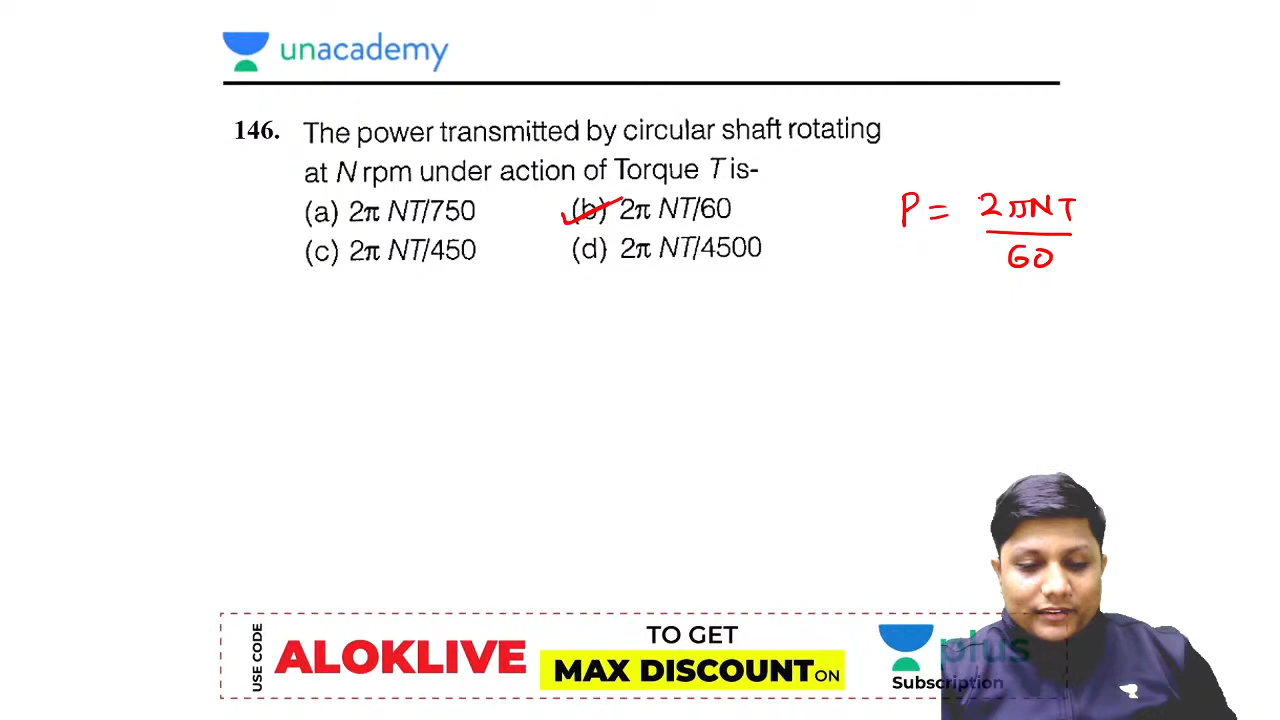 unacademy
146. The power transmitted by circular shaft rotating
at N rpm under action of Torque T is-
(a) 2π NT/750 (b) 2π NT/60
(c) 2π NT/450 (d) 2π NT/4500
P = 2πNT
60
USE CODE
ALOKLIVE
TO GET
MAX DISCOUNT ON
plus
Subscription